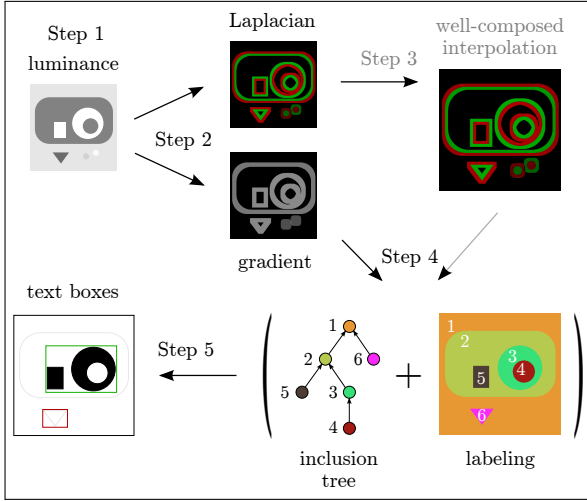 Step 1
luminance
Laplacian
Step 3
well-composed
interpolation
Step 2
gradient
Step 4
text boxes
Step 5
1
2
6
5
3
4
inclusion
tree
+
1
2
3
4
5
6
labeling